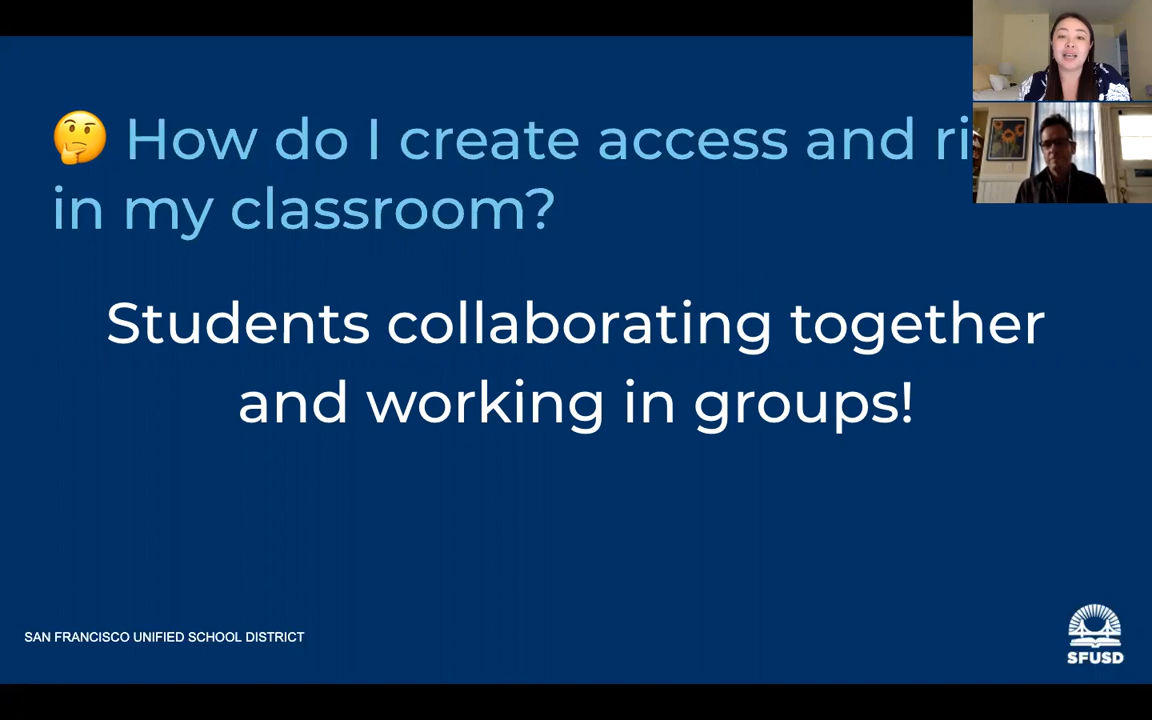 🤔 How do I create access and ri
in my classroom?
Students collaborating together
and working in groups!
SAN FRANCISCO UNIFIED SCHOOL DISTRICT
SFUSD